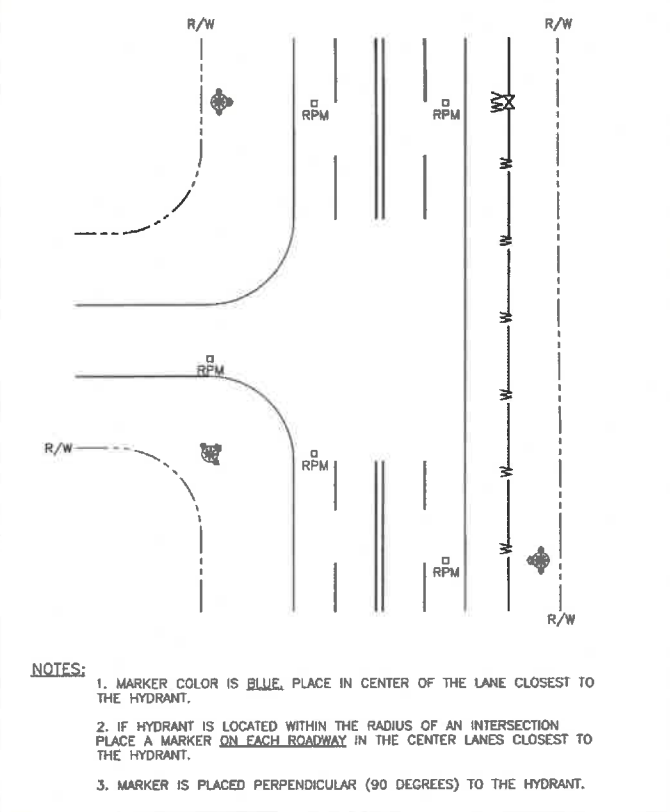 R/W R/W
W
RPM RPM
W
W
W
RPM
W
R/W
RPM
W
W
RPM
R/W
NOTES:
1. MARKER COLOR IS BLUE. PLACE IN CENTER OF THE LANE CLOSEST TO
THE HYDRANT.
2. IF HYDRANT IS LOCATED WITHIN THE RADIUS OF AN INTERSECTION
PLACE A MARKER ON EACH ROADWAY IN THE CENTER LANES CLOSEST TO
THE HYDRANT.
3. MARKER IS PLACED PERPENDICULAR (90 DEGREES) TO THE HYDRANT.